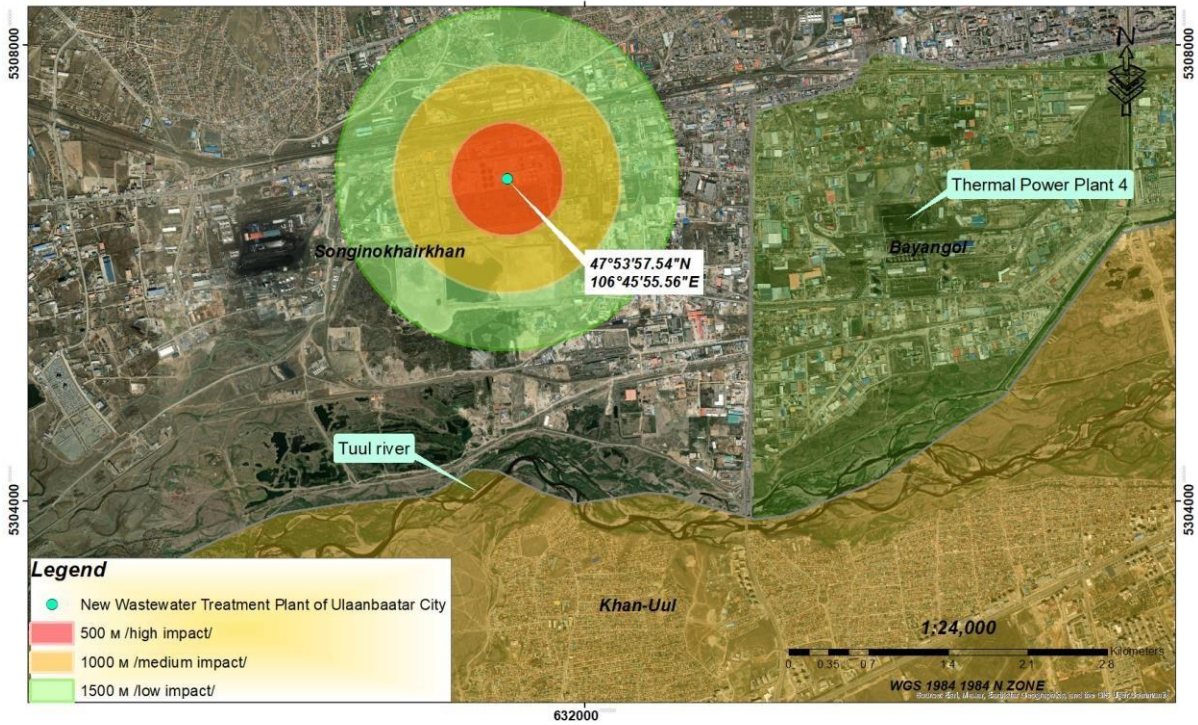 5308000
5308000
N
Thermal Power Plant 4
Songinokhairkhan
Bayangol
47°53'57.54"N
106°45'55.56"E
Tuul river
5304000
5304000
Legend
New Wastewater Treatment Plant of Ulaanbaatar City
500 м /high impact/
1000 м /medium impact/
1500 м /low impact/
Khan-Uul
1:24,000
Kilometers
0 0.35 0.7 1.4 2.1 2.8
WGS 1984 1984 N ZONE
632000